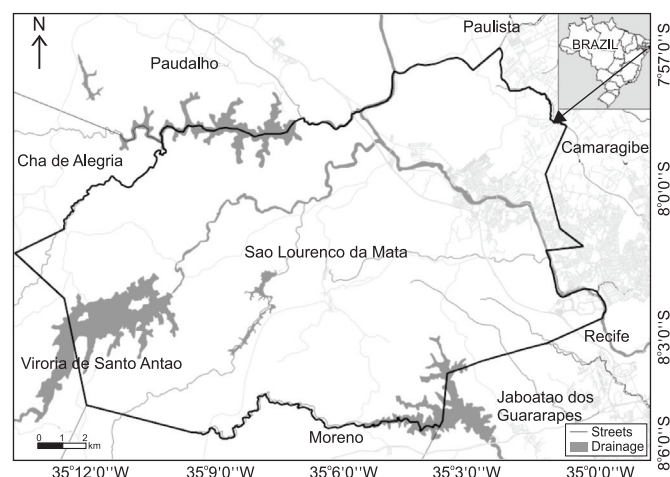 N
Paulista
Paudalho
BRAZIL
7°57'0"S
Cha de Alegria
Camaragibe
8°0'0''S
Sao Lourenco da Mata
8°3'0''S
Recife
Viroria de Santo Antao
Jaboatao dos
Guararapes
Moreno
Streets
Drainage
0 1 2
km
8°6'0''S
35°12'0"W
35°9'0"W
35°6'0"W
35°3'0"W
35°0'0"W